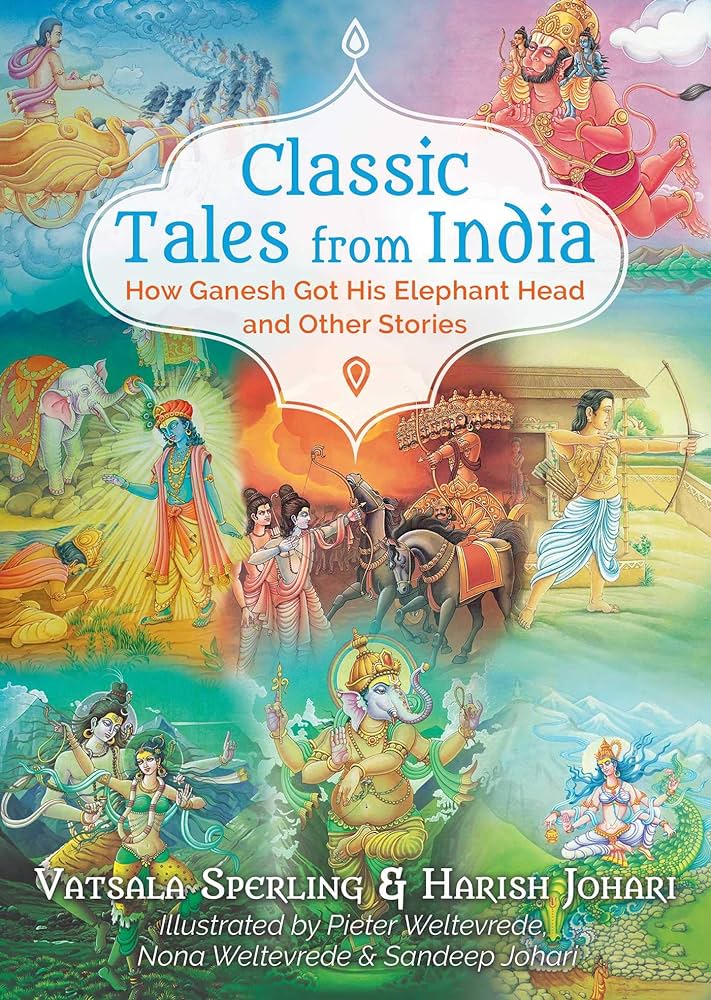 Classic
Tales from India
How Ganesh Got His Elephant Head
and Other Stories
Vatsala Sperling & Harish Johari
Illustrated by Pieter Weltevrede,
Nona Weltevrede & Sandeep Johari